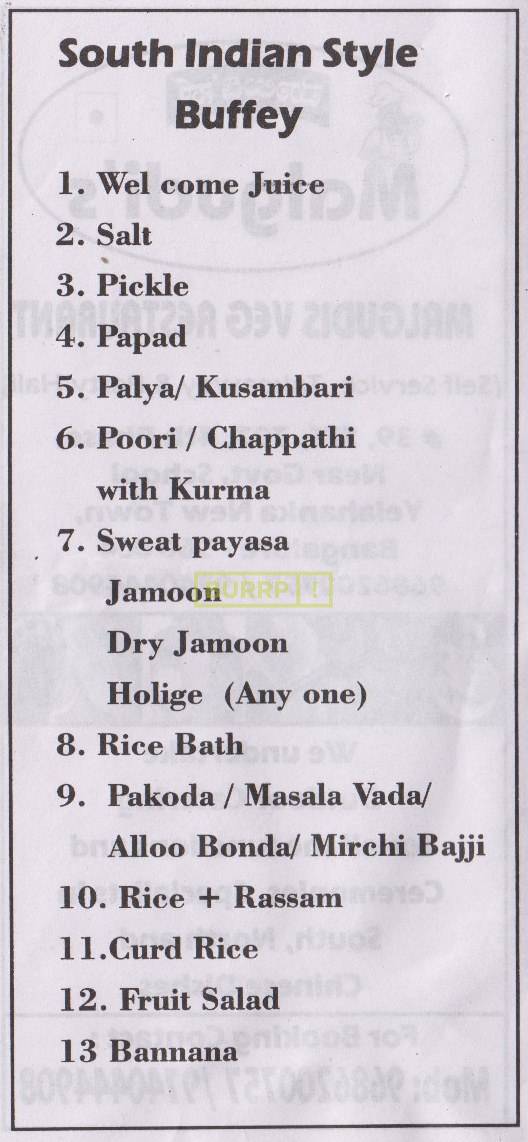 South Indian Style
Buffey
1. Wel come Juice
2. Salt
3. Pickle
4. Papad
5. Palya/ Kusambari
6. Poori / Chappathi
with Kurma
7. Sweat payasa
Jamoon
BURRP!
Dry Jamoon
Holige (Any one)
8. Rice Bath
9. Pakoda / Masala Vada/
Alloo Bonda/ Mirchi Bajji
10. Rice + Rassam
11.Curd Rice
12. Fruit Salad
13 Bannana